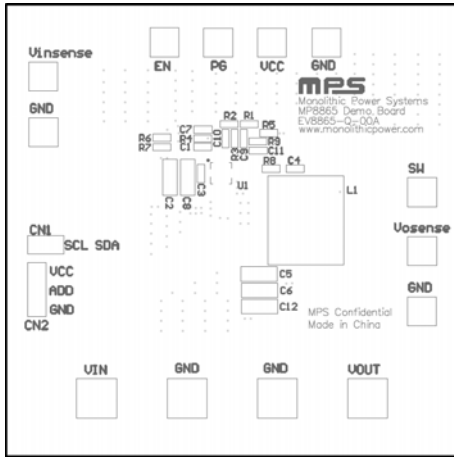 Vinsense
EN PG VCC GND
GND
MPS
Monolithic Power Systems
MP8865 Demo Board
EV8865-Q-00A
www.monolithicpower.com
R2 R1
C7
R6 R4
R7 C1
C10
R3
C9
R5
R9
C11
R8 C4
U1
L1
C2
C8
C3
SW
Vosense
GND
CN1
SCL SDA
VCC
ADD
GND
CN2
C5
C6
C12
MPS Confidential
Made in China
VIN GND GND VOUT